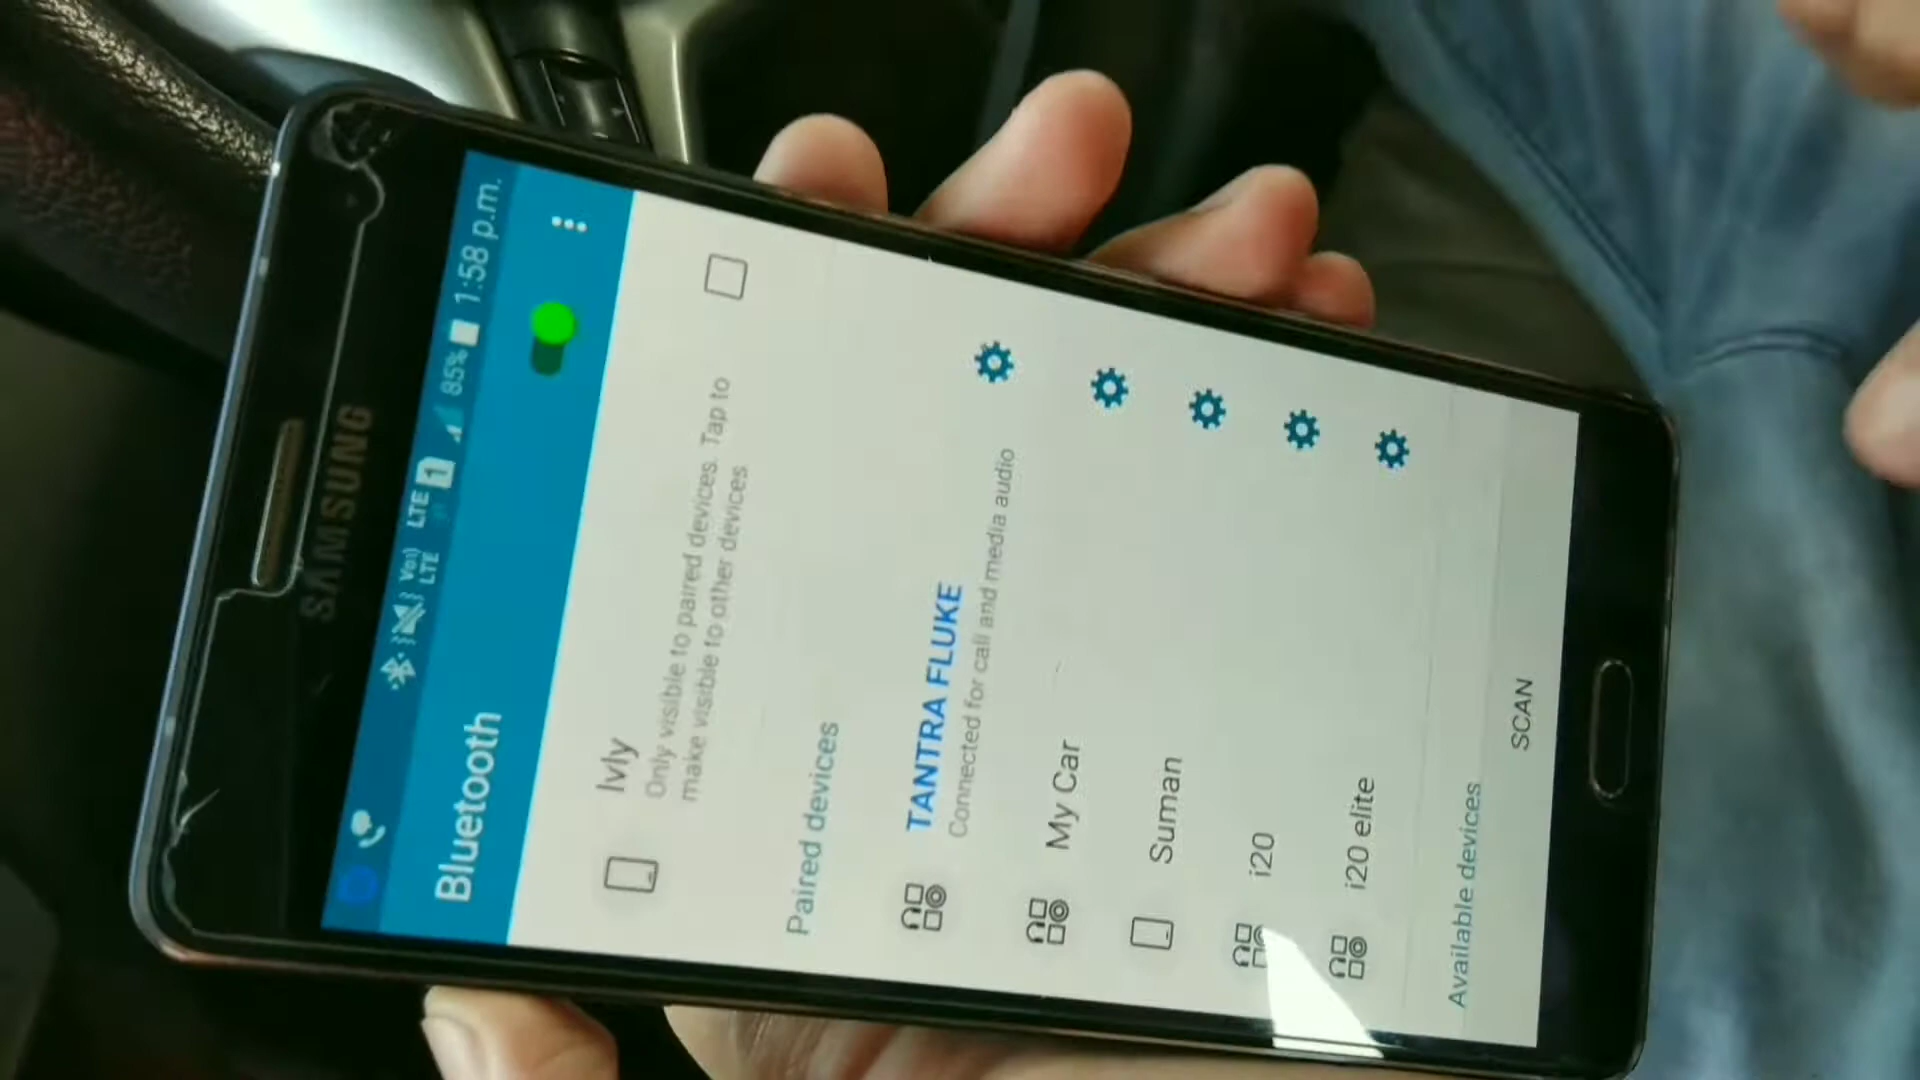 SAMSUNG
Vo)) LTE LTE 1 85% 1:58 p.m.
Bluetooth
Ivly
Only visible to paired devices. Tap to
make visible to other devices
Paired devices
TANTRA FLUKE
Connected for call and media audio
My Car
Suman
i20
i20 elite
Available devices
SCAN